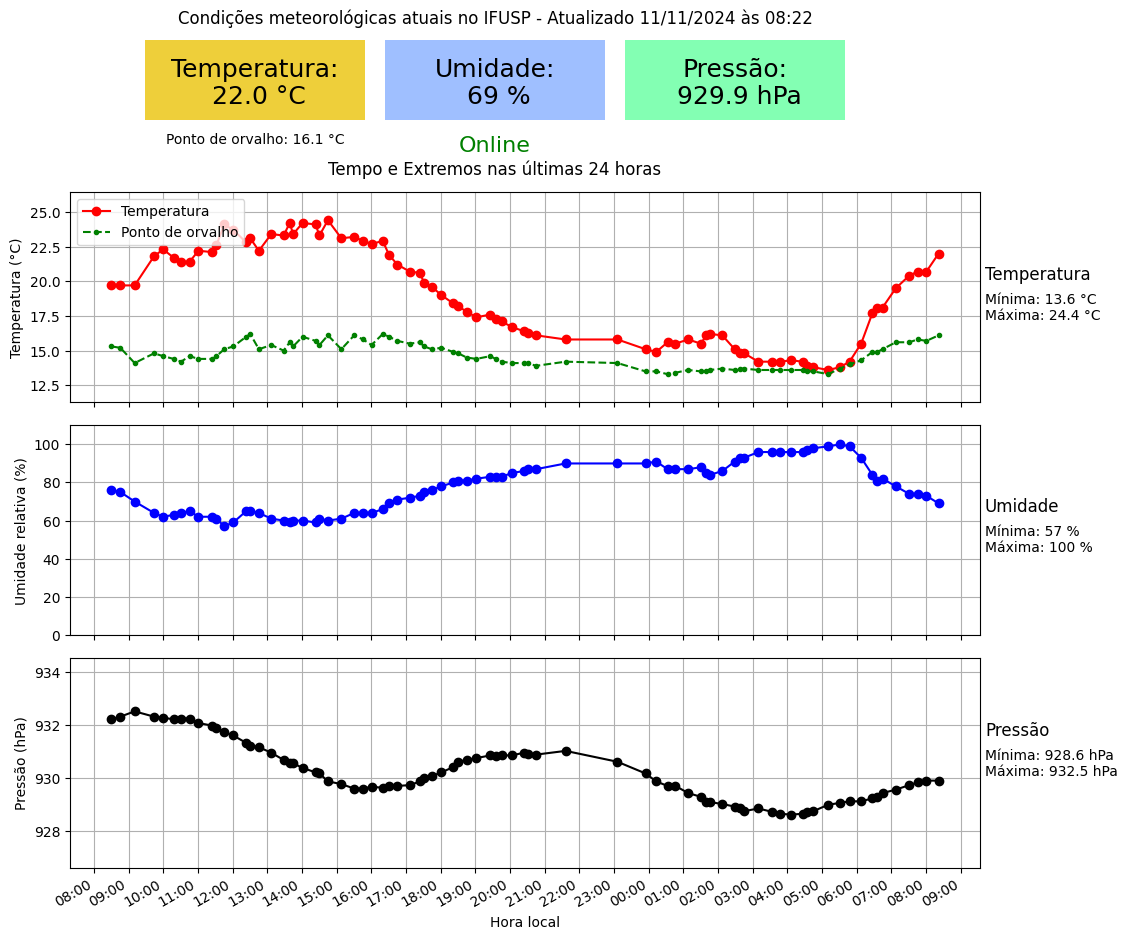 Condições meteorológicas atuais no IFUSP - Atualizado 11/11/2024 às 08:22
Temperatura:
22.0 °C
Umidade:
69 %
Pressão:
929.9 hPa
Ponto de orvalho: 16.1 °C
Online
Tempo e Extremos nas últimas 24 horas
Temperatura
Ponto de orvalho
Temperatura (°C)
25.0
22.5
20.0
17.5
15.0
12.5
Temperatura
Mínima: 13.6 °C
Máxima: 24.4 °C
Umidade relativa (%)
100
80
60
40
20
0
Umidade
Mínima: 57 %
Máxima: 100 %
Pressão (hPa)
934
932
930
928
Pressão
Mínima: 928.6 hPa
Máxima: 932.5 hPa
08:00 09:00 10:00 11:00 12:00 13:00 14:00 15:00 16:00 17:00 18:00 19:00 20:00 21:00 22:00 23:00 00:00 01:00 02:00 03:00 04:00 05:00 06:00 07:00 08:00 09:00
Hora local